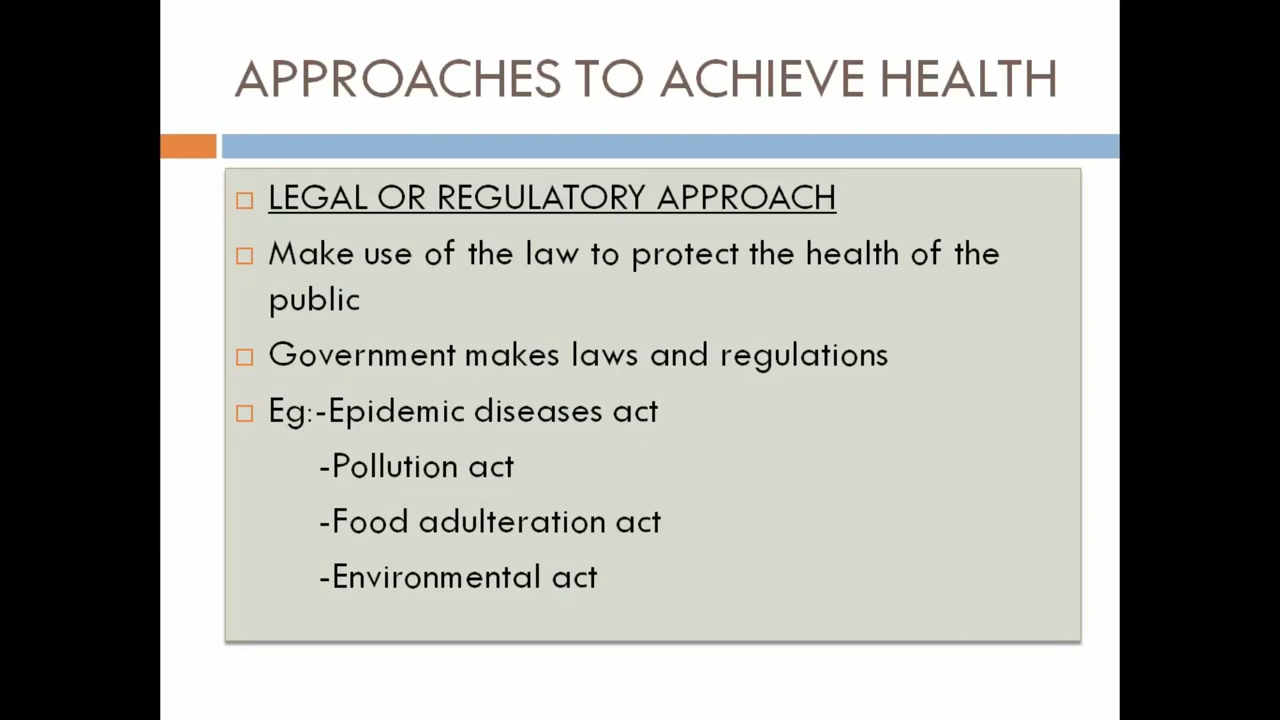 APPROACHES TO ACHIEVE HEALTH
LEGAL OR REGULATORY APPROACH
Make use of the law to protect the health of the
public
Government makes laws and regulations
Eg:-Epidemic diseases act
-Pollution act
-Food adulteration act
-Environmental act